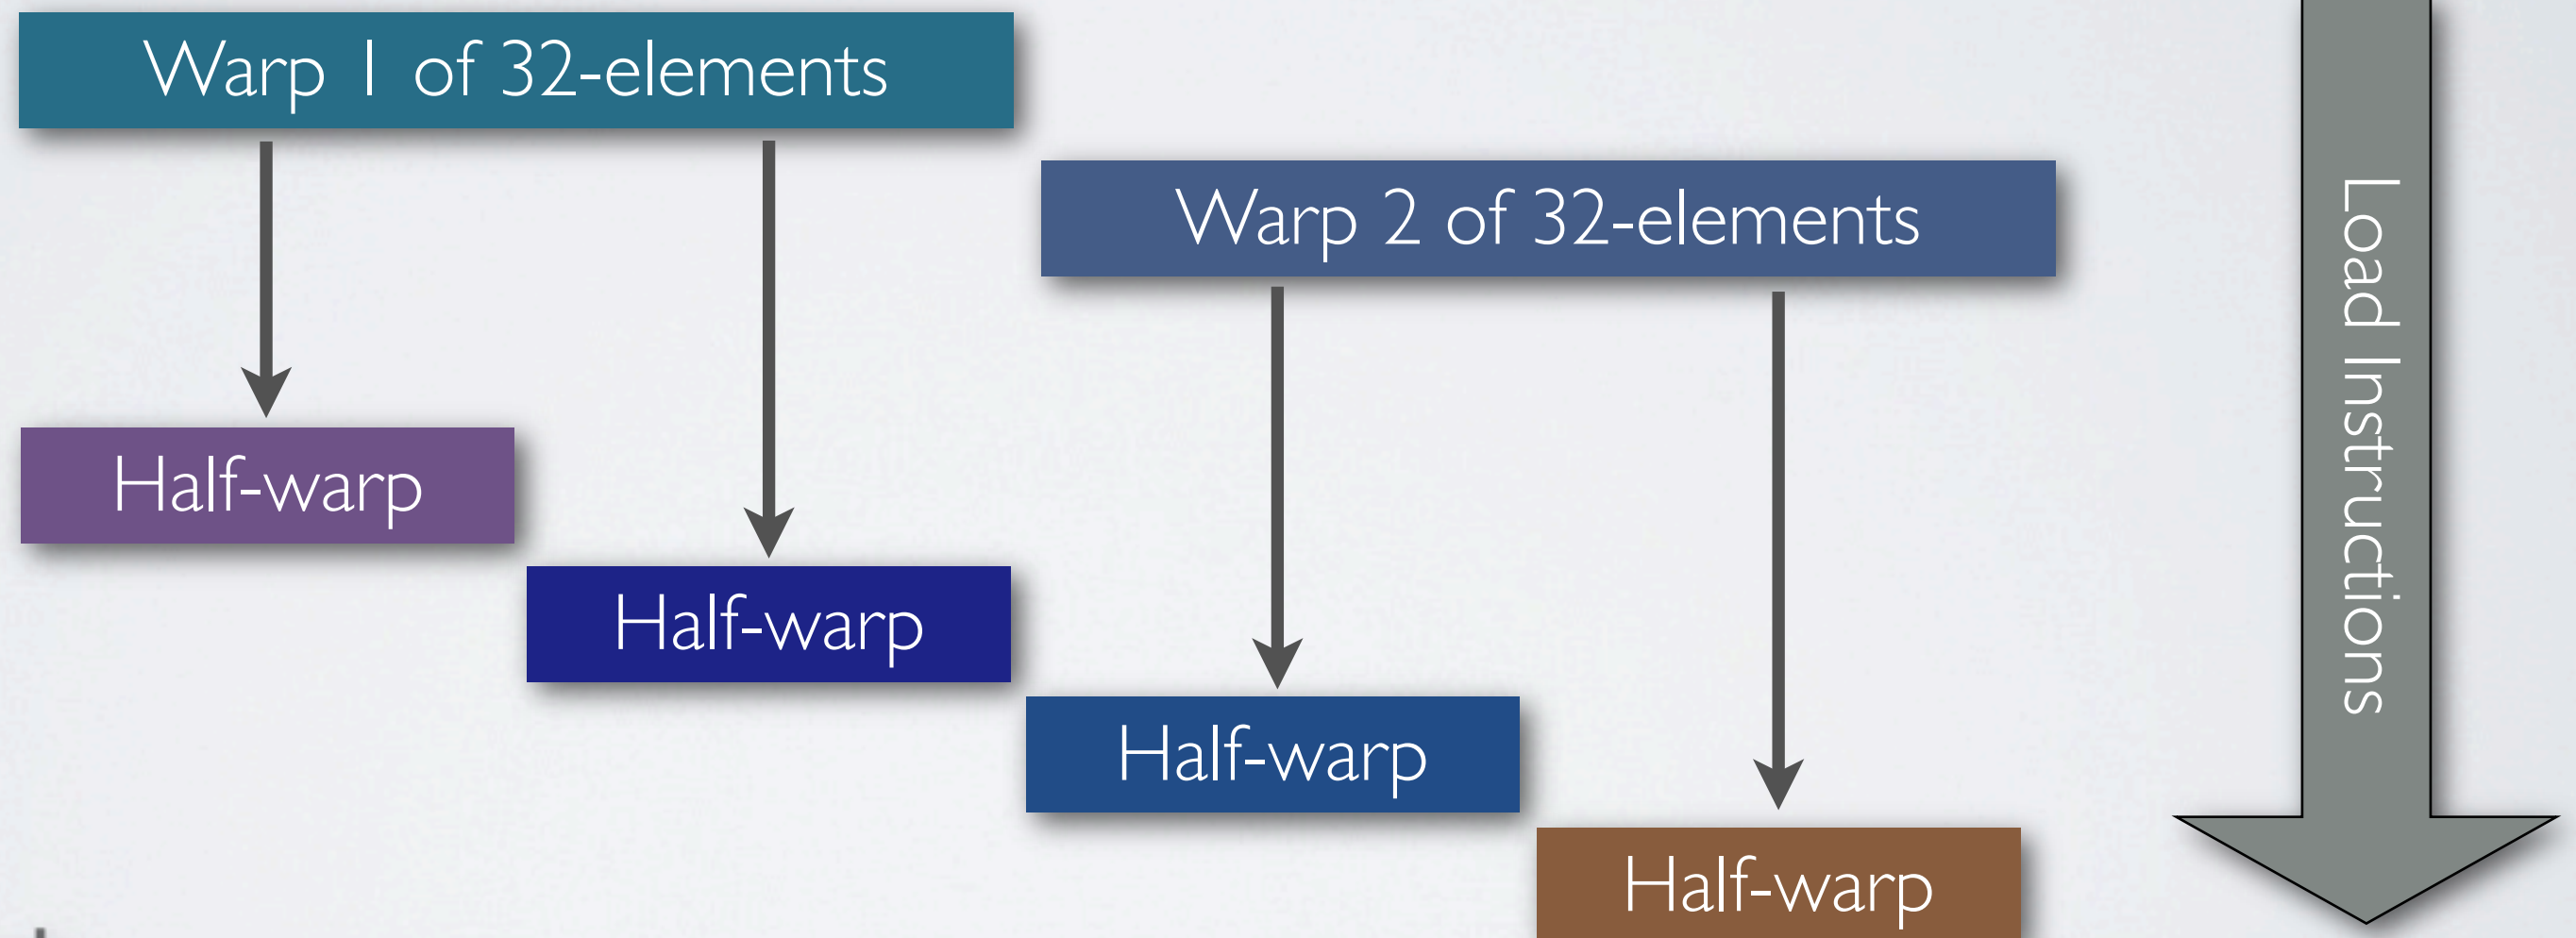 Warp 1 of 32-elements
Warp 2 of 32-elements
Load Instructions
Half-warp
Half-warp
Half-warp
Half-warp